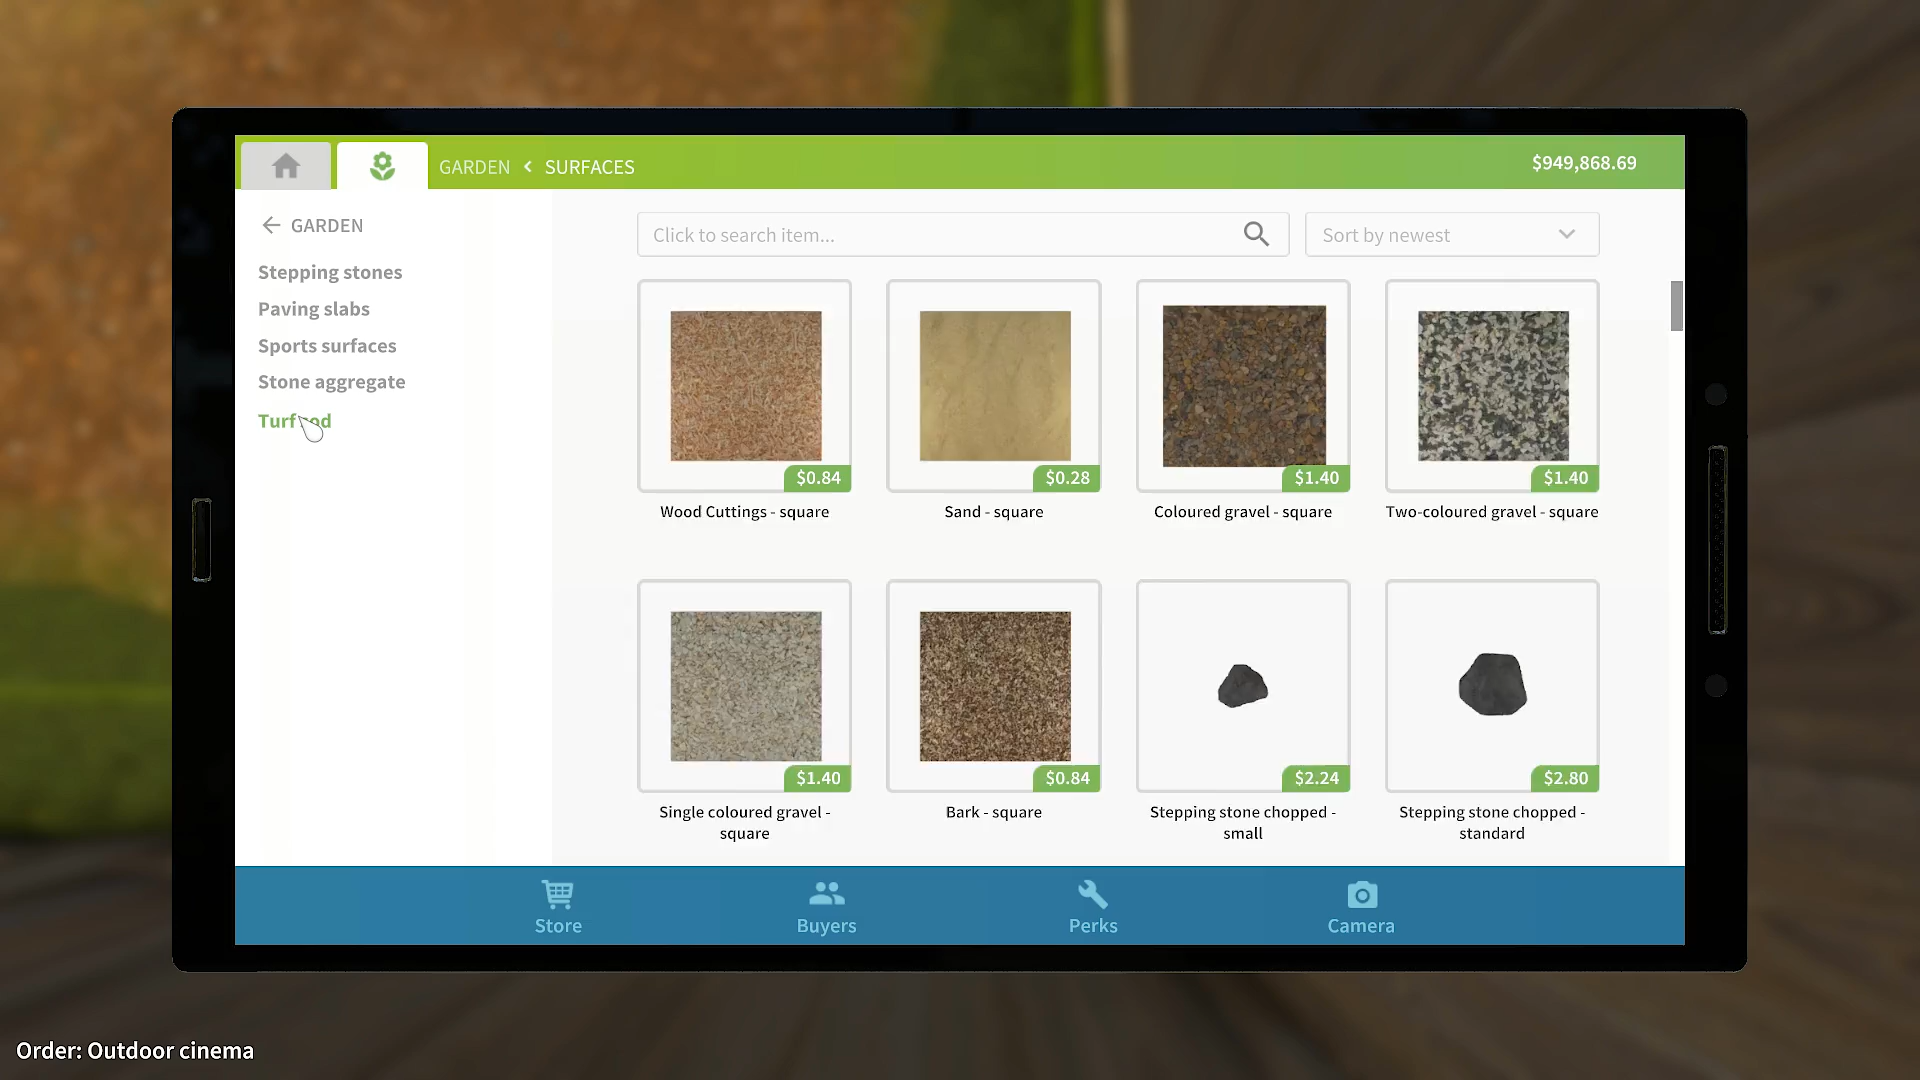 GARDEN < SURFACES
$949,868.69
GARDEN
Stepping stones
Paving slabs
Sports surfaces
Stone aggregate
Click to search item...
Sort by newest
$0.84
$0.28
$1.40
$1.40
Wood Cuttings - square
Sand - square
Coloured gravel - square
Two-coloured gravel - square
$1.40
$0.84
$2.24
$2.80
Single coloured gravel -
square
Bark - square
Stepping stone chopped -
small
Stepping stone chopped -
standard
Store
Buyers
Perks
Camera
Order: Outdoor cinema